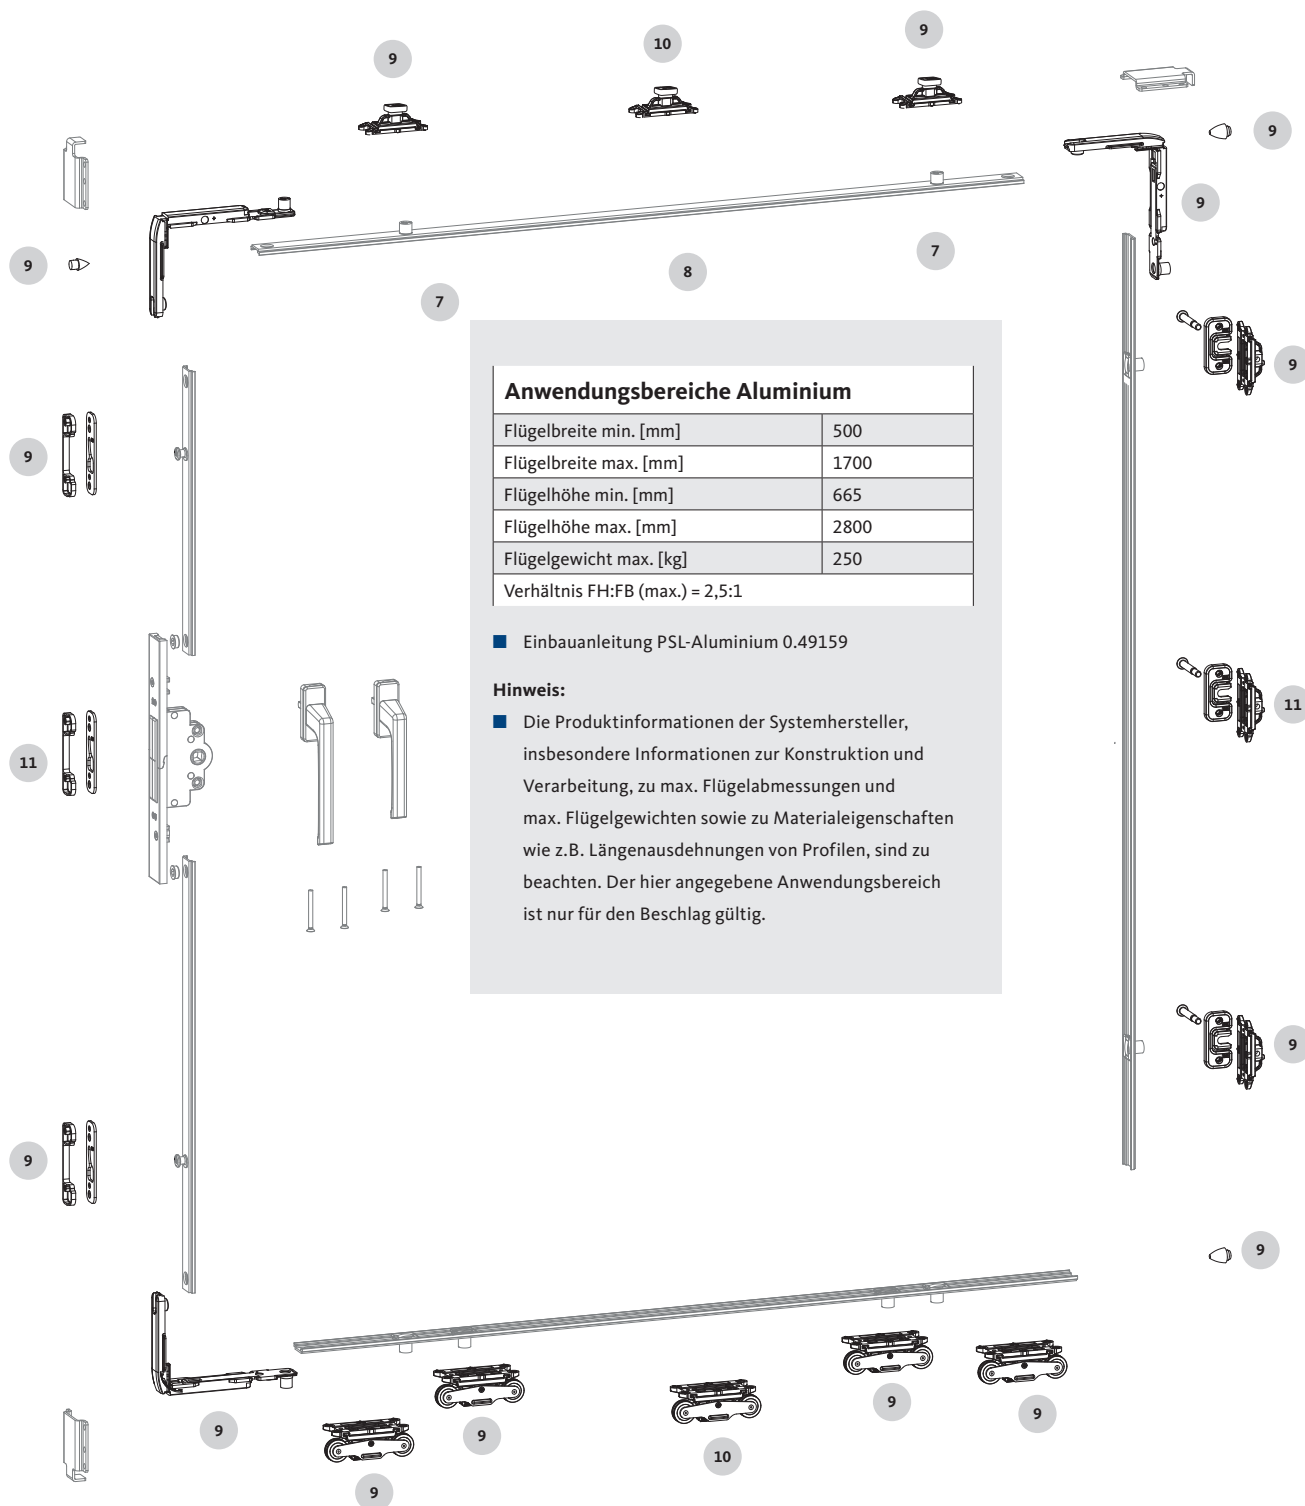 9
10
9
9
9
9
7
8
7
9
9
11
11
9
9
Anwendungsbereiche Aluminium
Flügelbreite min. [mm] 500
Flügelbreite max. [mm] 1700
Flügelhöhe min. [mm] 665
Flügelhöhe max. [mm] 2800
Flügelgewicht max. [kg] 250
Verhältnis FH:FB (max.) = 2,5:1
■ Einbauanleitung PSL-Aluminium 0.49159
Hinweis:
■ Die Produktinformationen der Systemhersteller,
insbesondere Informationen zur Konstruktion und
Verarbeitung, zu max. Flügelabmessungen und
max. Flügelgewichten sowie zu Materialeigenschaften
wie z.B. Längenausdehnungen von Profilen, sind zu
beachten. Der hier angegebene Anwendungsbereich
ist nur für den Beschlag gültig.
9
9
9
10
9
9
9